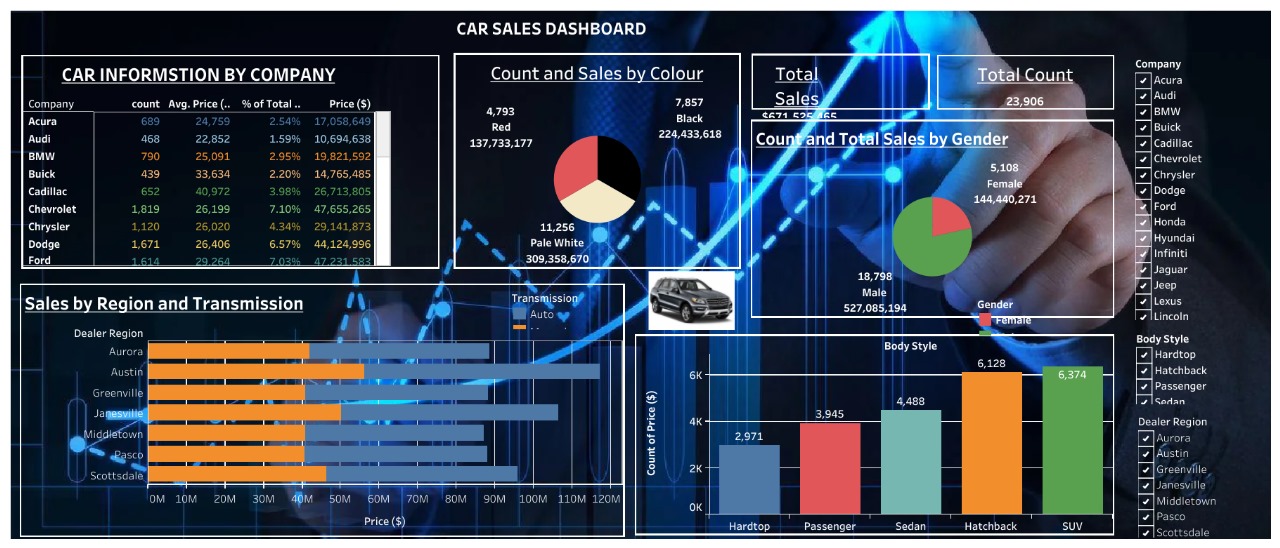 CAR SALES DASHBOARD
CAR INFORMSTION BY COMPANY
Company count Avg. Price (.. % of Total .. Price ($)
Acura 689 24,759 2.54% 17,058,649
Audi 468 22,852 1.59% 10,694,638
BMW 790 25,091 2.95% 19,821,592
Buick 439 33,634 2.20% 14,765,485
Cadillac 652 40,972 3.98% 26,713,805
Chevrolet 1,819 26,199 7.10% 47,655,265
Chrysler 1,120 26,020 4.34% 29,141,873
Dodge 1,671 26,406 6.57% 44,124,996
Ford 1,614 29,264 7.03% 47,231,583
Count and Sales by Colour
4,793
Red
137,733,177
7,857
Black
224,433,618
11,256
Pale White
309,358,670
Total
Sales
$671,525,465
Total Count
23,906
Count and Total Sales by Gender
5,108
Female
144,440,271
18,798
Male
527,085,194
Gender
Female
Sales by Region and Transmission
Transmission
Auto
Dealer Region
Aurora
Austin
Greenville
Janesville
Middletown
Pasco
Scottsdale
0M 10M 20M 30M 40M 50M 60M 70M 80M 90M 100M 110M 120M
Price ($)
Body Style
Count of Price ($)
6K
4K
2K
0K
2,971
3,945
4,488
6,128
6,374
Hardtop Passenger Sedan Hatchback SUV
Company
Acura
Audi
BMW
Buick
Cadillac
Chevrolet
Chrysler
Dodge
Ford
Honda
Hyundai
Infiniti
Jaguar
Jeep
Lexus
Lincoln
Body Style
Hardtop
Hatchback
Passenger
Sedan
Dealer Region
Aurora
Austin
Greenville
Janesville
Middletown
Pasco
Scottsdale